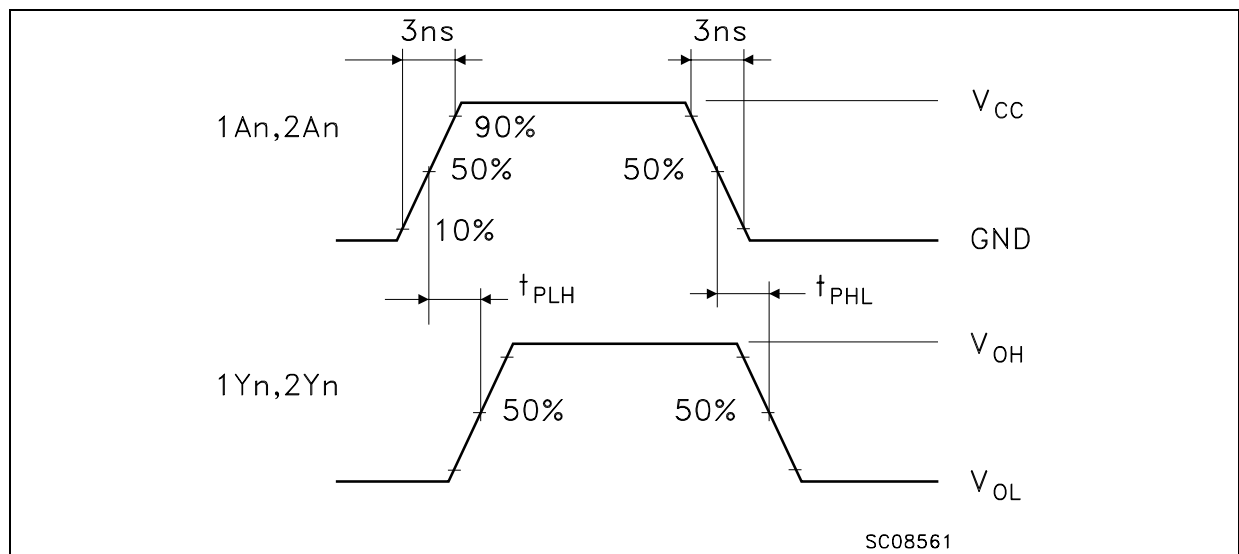 3ns 3ns
V_CC
1An,2An
90%
50% 50%
10%
GND
t_PLH t_PHL
V_OH
1Yn,2Yn
50% 50%
V_OL
SC08561